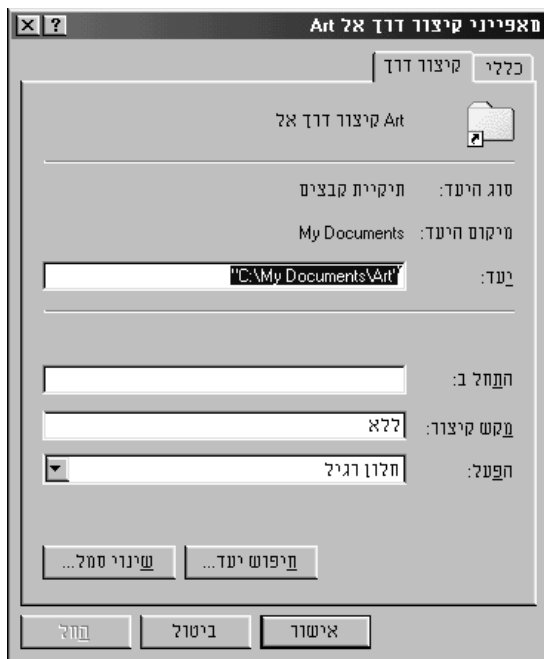 מאפייני קיצור דרך אל Art
כללי קיצור דרך
Art קיצור דרך אל
סוג היעד: תיקיית קבצים
מיקום היעד: My Documents
יעד: "C:\My Documents\Art"
התחל ב:
מקש קיצור: ללא
הפעל: חלון רגיל
חיפוש יעד... שינוי סמל...
אישור ביטול החל